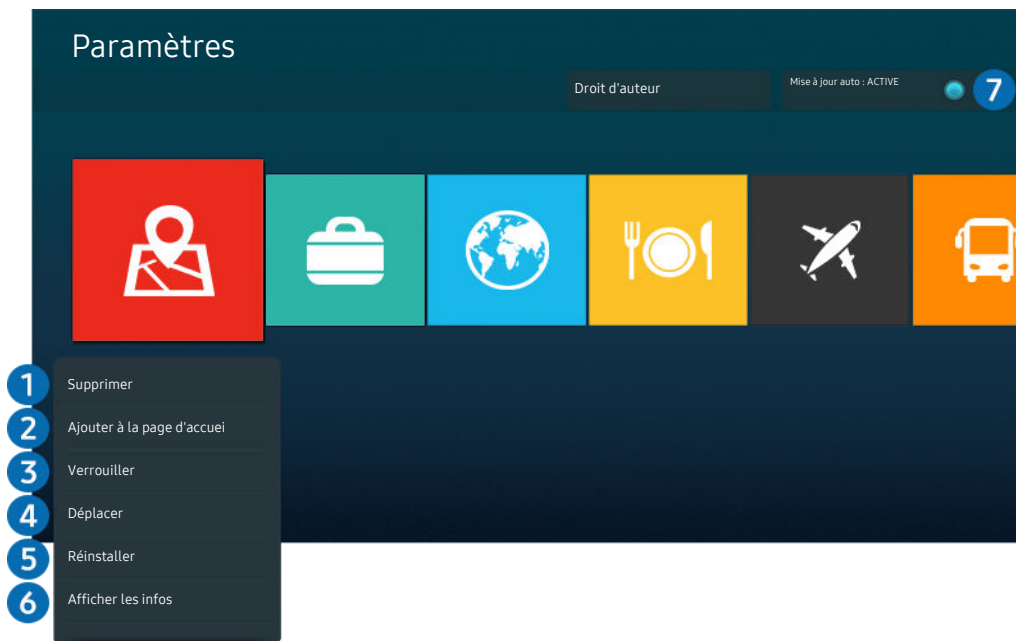 Paramètres
Droit d'auteur
Mise à jour auto : ACTIVE
7
1 Supprimer
2 Ajouter à la page d'accuei
3 Verrouiller
4 Déplacer
5 Réinstaller
6 Afficher les infos